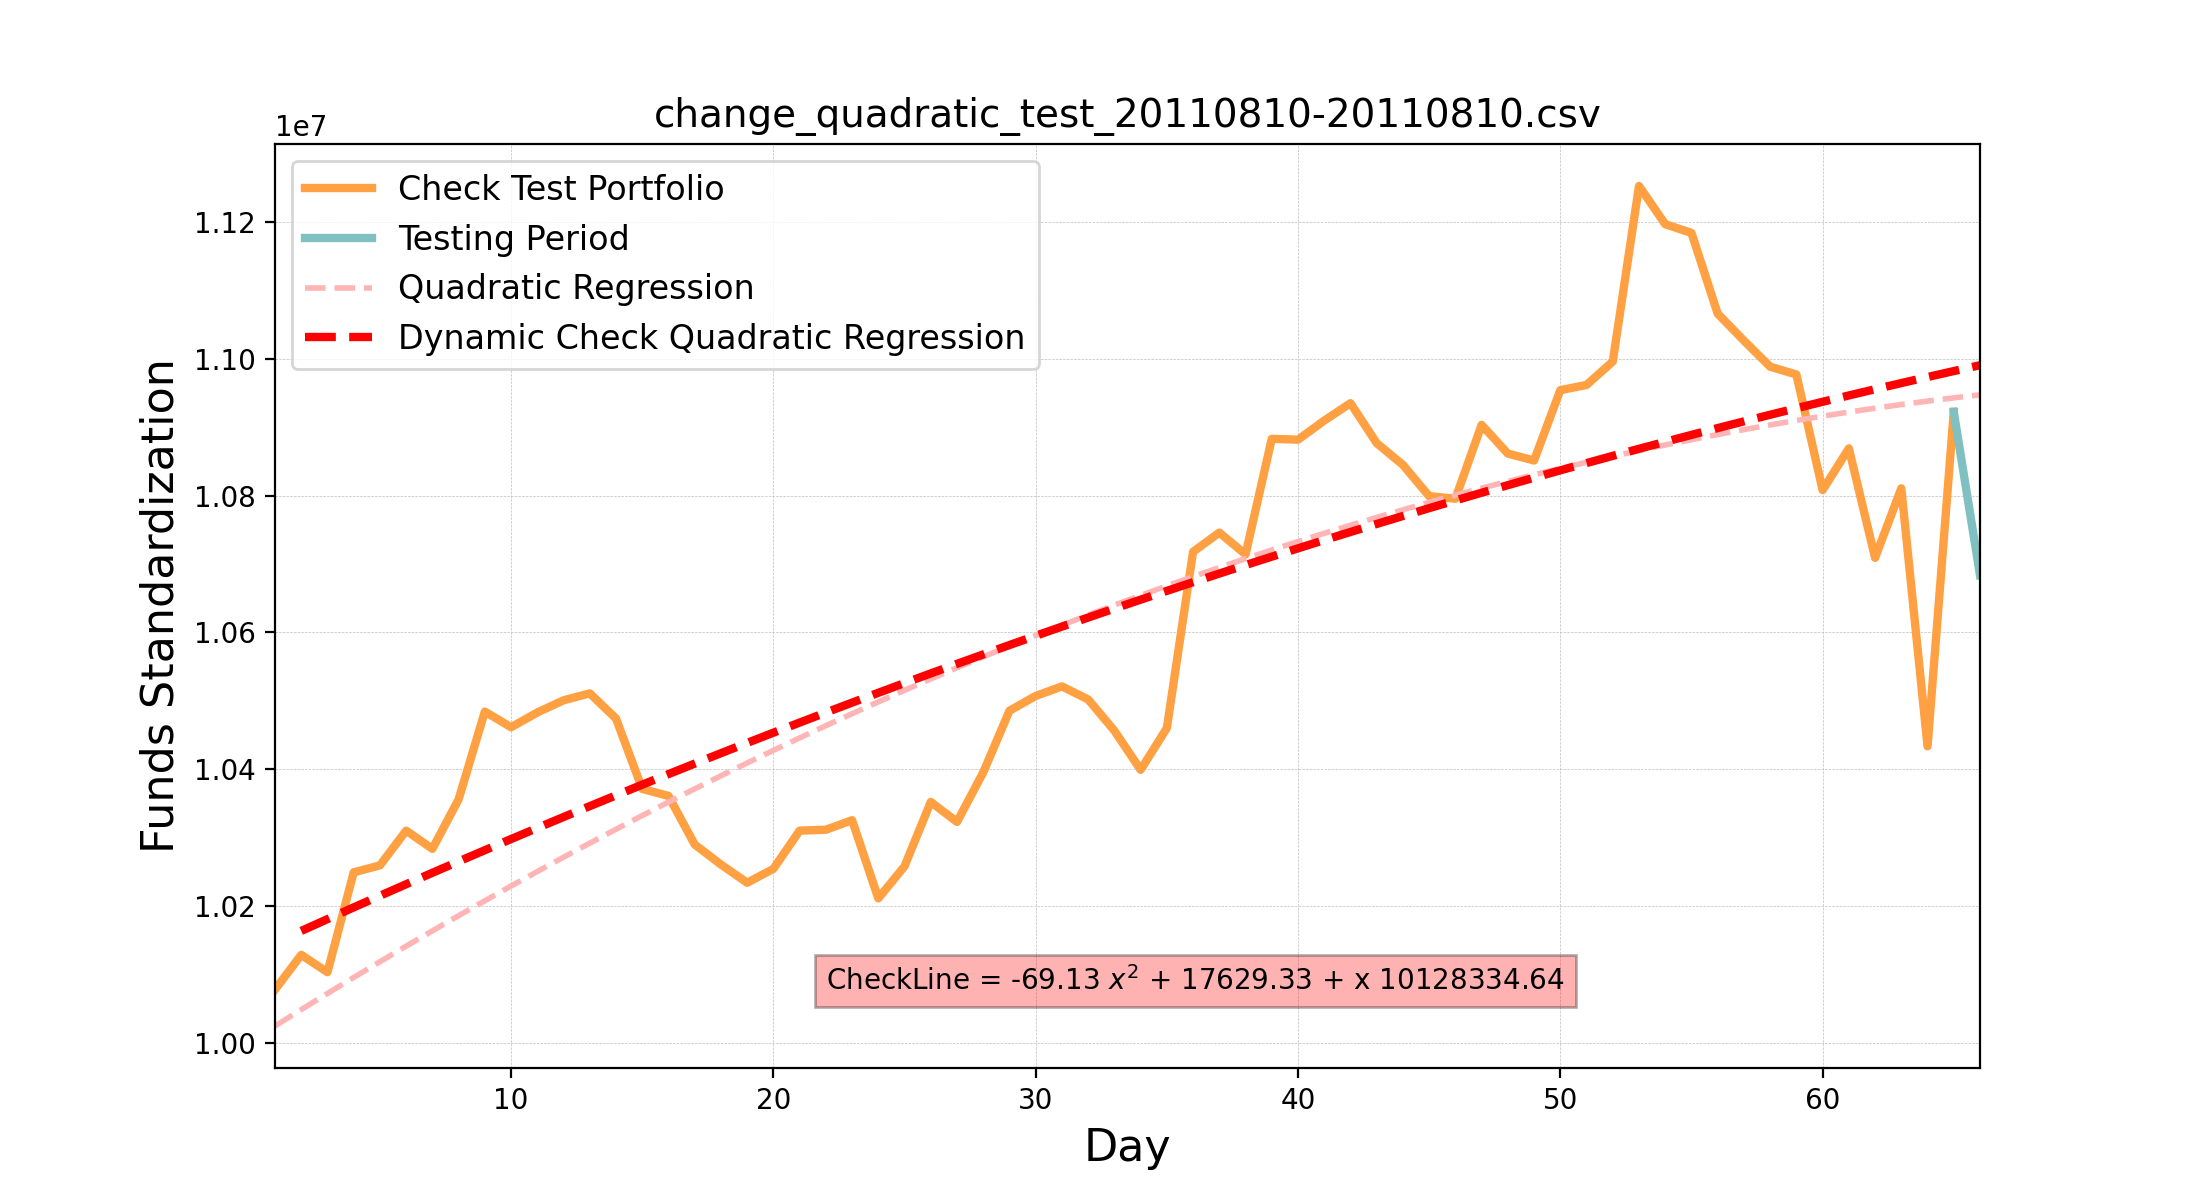 change_quadratic_test_20110810-20110810.csv
1e7
Check Test Portfolio
Testing Period
Quadratic Regression
Dynamic Check Quadratic Regression
1.12
1.10
1.08
1.06
1.04
1.02
1.00
Funds Standardization
CheckLine = -69.13 x² + 17629.33 + x 10128334.64
10 20 30 40 50 60
Day